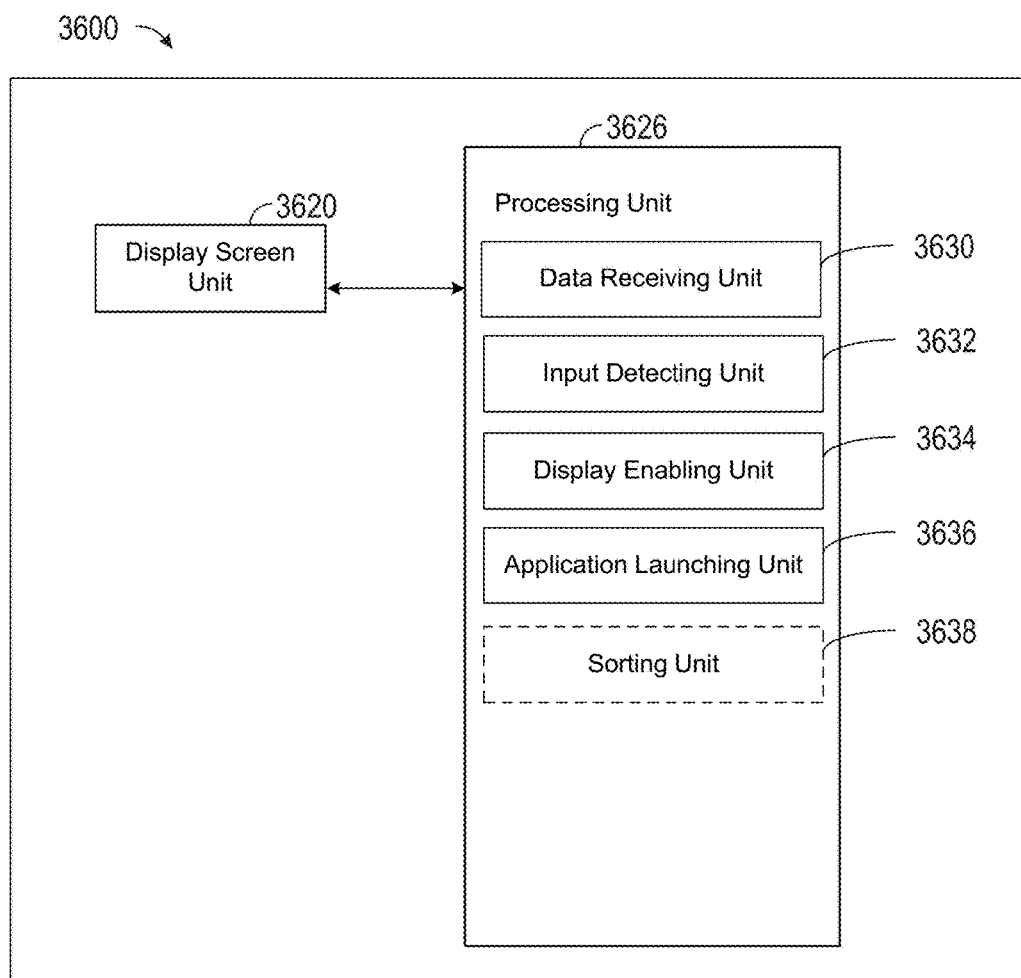 3600
3626
Processing Unit
3620
Display Screen
Unit
Data Receiving Unit
3630
Input Detecting Unit
3632
Display Enabling Unit
3634
Application Launching Unit
3636
Sorting Unit
3638